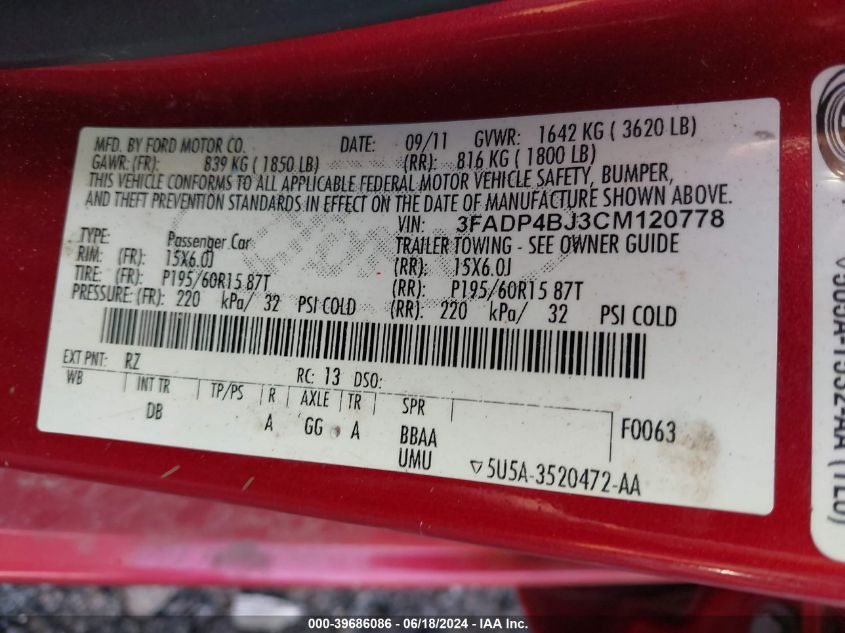 MFD. BY FORD MOTOR CO. DATE: 09/11 GVWR: 1642 KG ( 3620 LB)
GAWR: (FR): 839 KG ( 1850 LB) (RR): 816 KG ( 1800 LB)
THIS VEHICLE CONFORMS TO ALL APPLICABLE FEDERAL MOTOR VEHICLE SAFETY, BUMPER,
AND THEFT PREVENTION STANDARDS IN EFFECT ON THE DATE OF MANUFACTURE SHOWN ABOVE.
VIN: 3FADP4BJ3CM120778
TYPE: Passenger Car TRAILER TOWING - SEE OWNER GUIDE
RIM: (FR): 15X6.0J (RR): 15X6.0J
TIRE: (FR): P195/60R15 87T (RR): P195/60R15 87T
PRESSURE: (FR): 220 kPa/ 32 PSI COLD (RR): 220 kPa/ 32 PSI COLD
EXT PNT: RZ RC: 13 DSO:
WB INT TR TP/PS R AXLE TR SPR
DB A GG A BBAA F0063
UMU ▽5U5A-3520472-AA
000-39686086 / 06/18/2024 - IAA Inc.